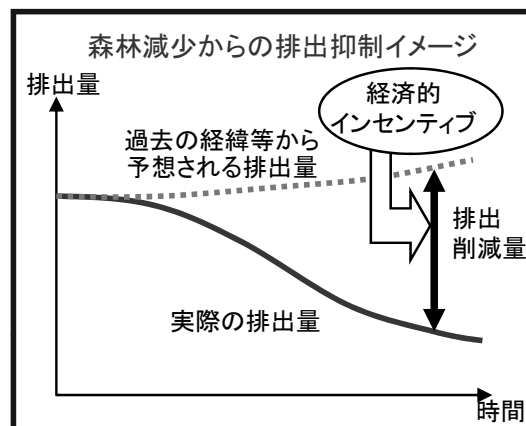 森林減少からの排出抑制イメージ
排出量
経済的
インセンティブ
過去の経緯等から
予想される排出量
排出
削減量
実際の排出量
時間